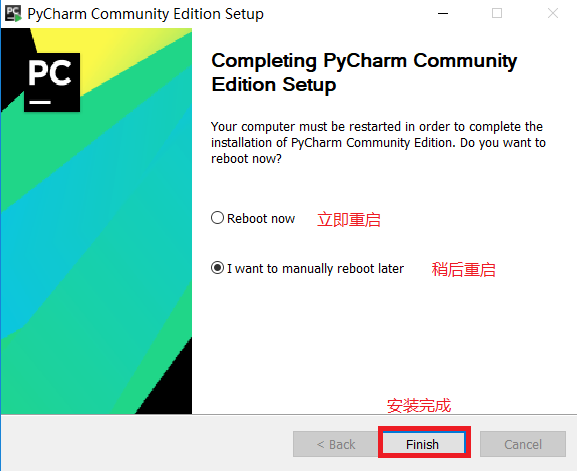 PyCharm Community Edition Setup
PC
Completing PyCharm Community
Edition Setup
Your computer must be restarted in order to complete the
installation of PyCharm Community Edition. Do you want to
reboot now?
Reboot now 立即重启
I want to manually reboot later 稍后重启
安装完成
< Back Finish Cancel